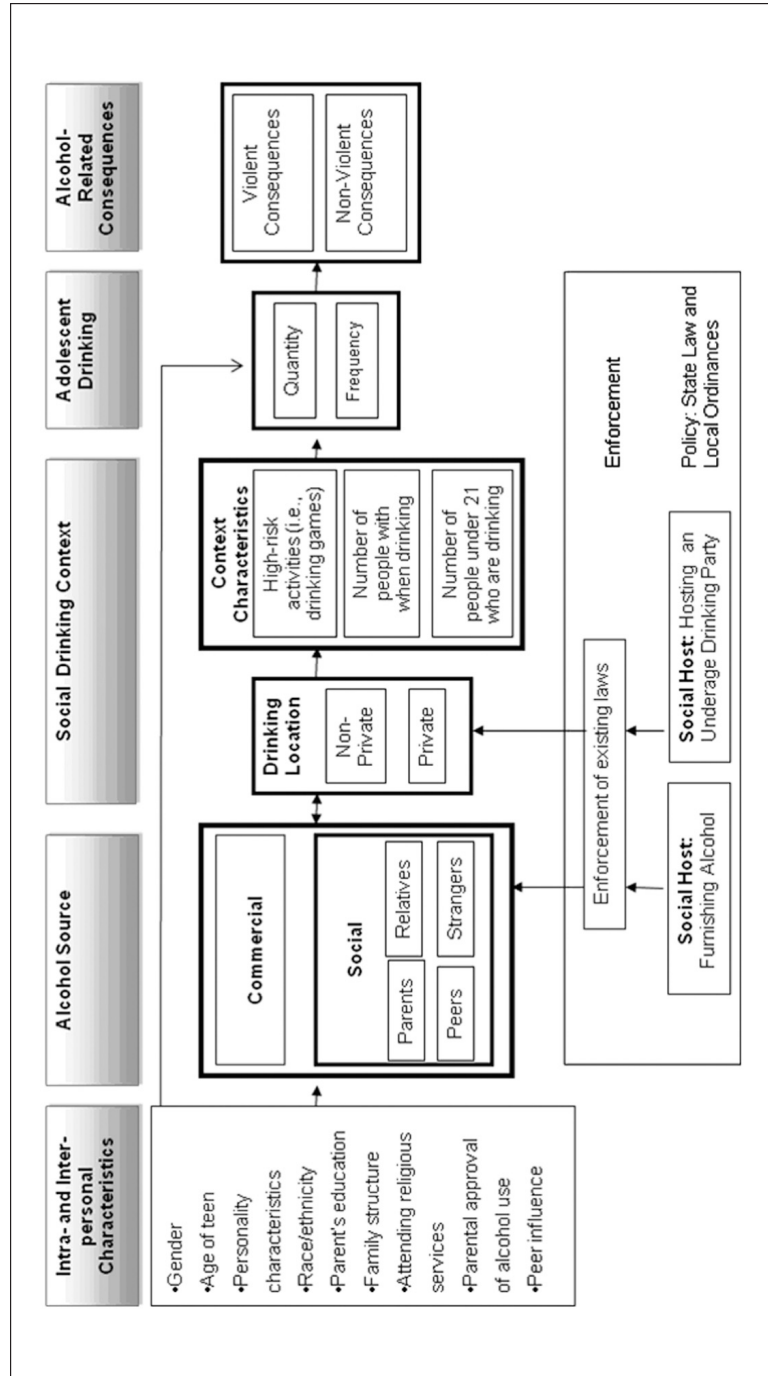 Intra- and Inter-
personal
Characteristics
Alcohol Source
Social Drinking Context
Adolescent
Drinking
Alcohol-
Related
Consequences
•Gender
•Age of teen
•Personality
characteristics
•Race/ethnicity
•Parent's education
•Family structure
•Attending religious
services
•Parental approval
of alcohol use
•Peer influence
Commercial
Social
Parents
Relatives
Peers
Strangers
Drinking
Location
Non-
Private
Private
Context
Characteristics
High-risk
activities (i.e.,
drinking games)
Number of
people with
when drinking
Number of
people under 21
who are drinking
Quantity
Frequency
Violent
Consequences
Non-Violent
Consequences
Enforcement of existing laws
Enforcement
Social Host:
Furnishing Alcohol
Social Host: Hosting an
Underage Drinking Party
Policy: State Law and
Local Ordinances